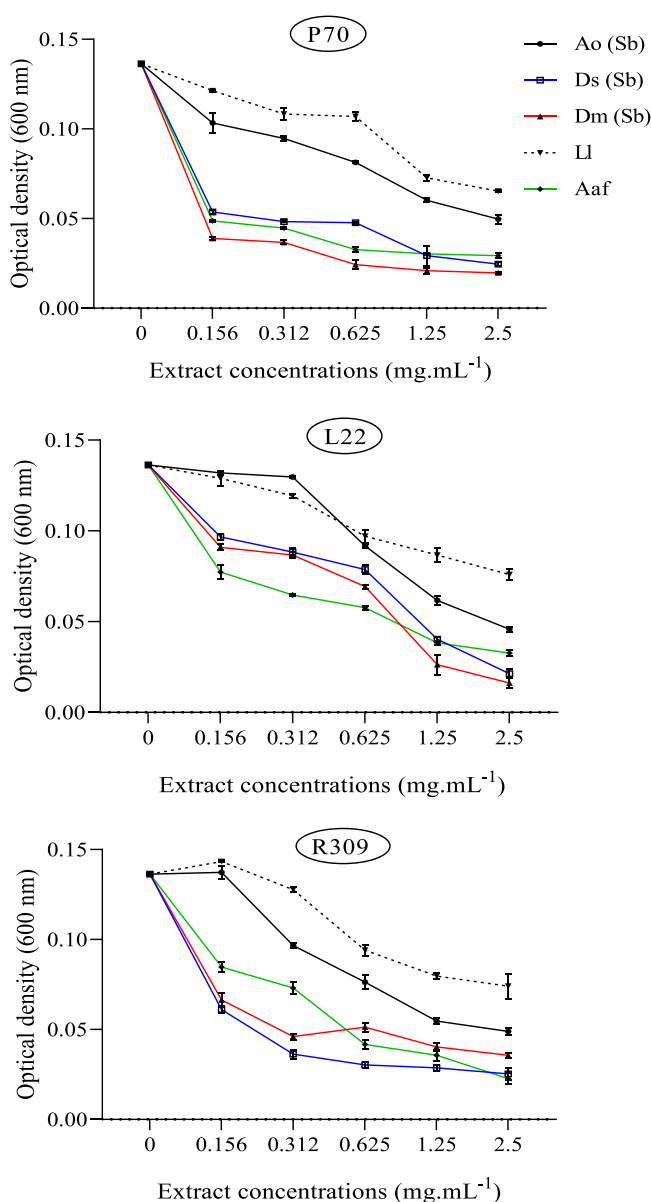 P70
0.15
0.10
0.05
0.00
Optical density (600 nm)
0 0.156 0.312 0.625 1.25 2.5
Extract concentrations (mg.mL⁻¹)
Ao (Sb)
Ds (Sb)
Dm (Sb)
Ll
Aaf
L22
0.15
0.10
0.05
0.00
Optical density (600 nm)
0 0.156 0.312 0.625 1.25 2.5
Extract concentrations (mg.mL⁻¹)
R309
0.15
0.10
0.05
0.00
Optical density (600 nm)
0 0.156 0.312 0.625 1.25 2.5
Extract concentrations (mg.mL⁻¹)